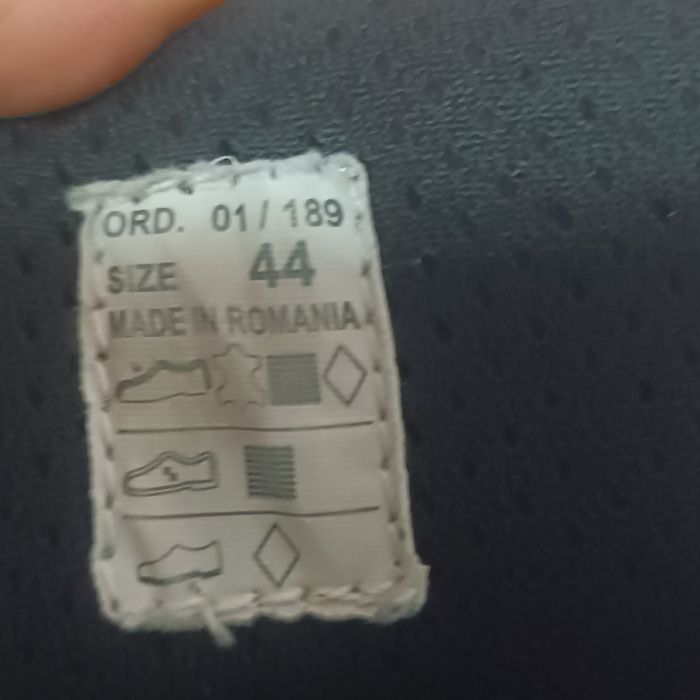 ORD. 01 / 189
SIZE 44
MADE IN ROMANIA